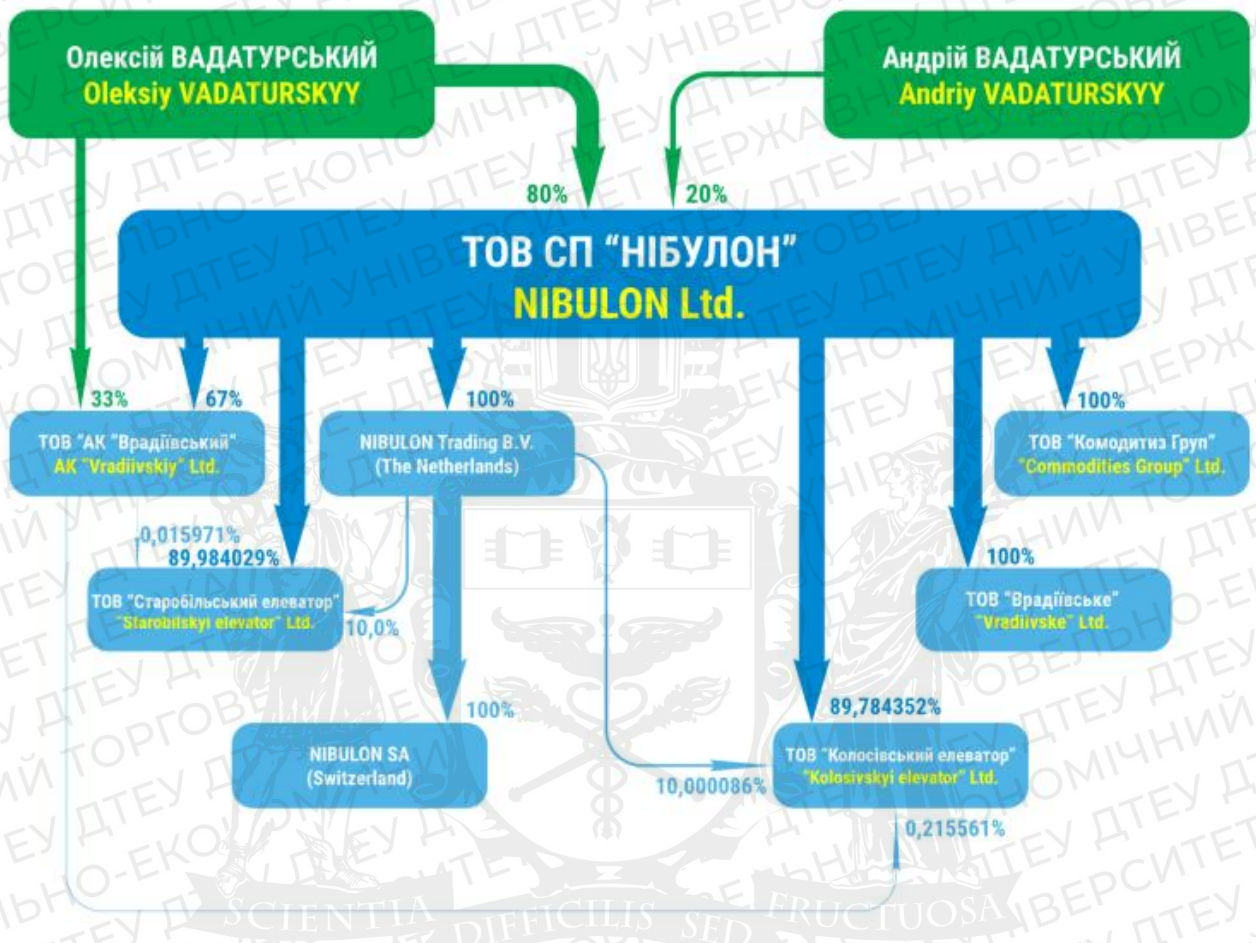 Олексій ВАДАТУРСЬКИЙ
Oleksiy VADATURSKYY
Андрій ВАДАТУРСЬКИЙ
Andriy VADATURSKYY
80%
20%
ТОВ СП “НІБУЛОН”
NIBULON Ltd.
33%
67%
100%
100%
ТОВ “АК “Врадіївський”
AK “Vradiivskiy” Ltd.
NIBULON Trading B.V.
(The Netherlands)
ТОВ “Комодитиз Груп”
“Commodities Group” Ltd.
0,015971%
89,984029%
100%
ТОВ “Старобільський елеватор”
“Starobilskyi elevator” Ltd.
10,0%
ТОВ “Врадіївське”
“Vradiivske” Ltd.
100%
89,784352%
NIBULON SA
(Switzerland)
ТОВ “Колосівський елеватор”
“Kolosivskyi elevator” Ltd.
10,000086%
0,215561%
SCIENTIA DIFFICILIS SED FRUCTUOSA